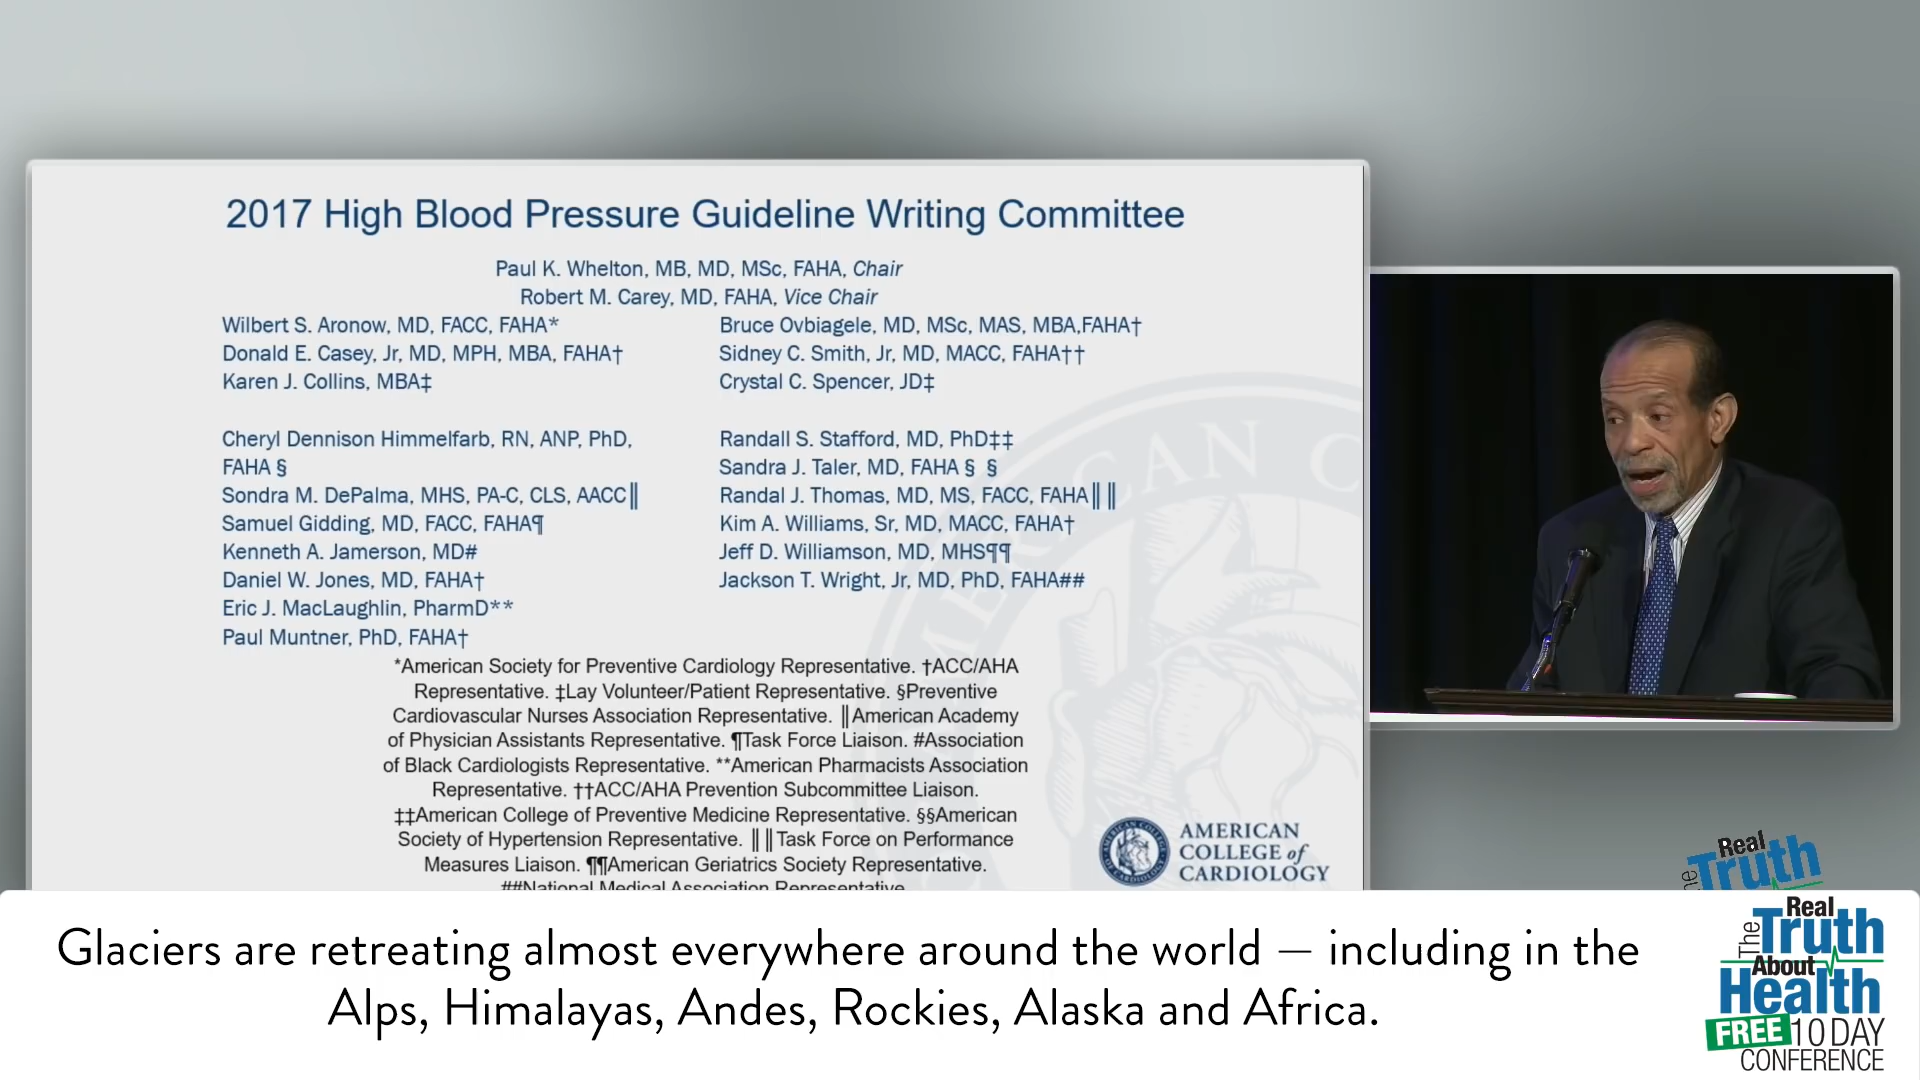 2017 High Blood Pressure Guideline Writing Committee
Paul K. Whelton, MB, MD, MSc, FAHA, Chair
Robert M. Carey, MD, FAHA, Vice Chair
Wilbert S. Aronow, MD, FACC, FAHA*
Donald E. Casey, Jr, MD, MPH, MBA, FAHA†
Karen J. Collins, MBA‡
Cheryl Dennison Himmelfarb, RN, ANP, PhD,
FAHA §
Sondra M. DePalma, MHS, PA-C, CLS, AACC║
Samuel Gidding, MD, FACC, FAHA¶
Kenneth A. Jamerson, MD#
Daniel W. Jones, MD, FAHA†
Eric J. MacLaughlin, PharmD**
Paul Muntner, PhD, FAHA†
Bruce Ovbiagele, MD, MSc, MAS, MBA,FAHA†
Sidney C. Smith, Jr, MD, MACC, FAHA††
Crystal C. Spencer, JD‡
Randall S. Stafford, MD, PhD‡‡
Sandra J. Taler, MD, FAHA § §
Randal J. Thomas, MD, MS, FACC, FAHA║║
Kim A. Williams, Sr, MD, MACC, FAHA†
Jeff D. Williamson, MD, MHS¶¶
Jackson T. Wright, Jr, MD, PhD, FAHA##
*American Society for Preventive Cardiology Representative. †ACC/AHA
Representative. ‡Lay Volunteer/Patient Representative. §Preventive
Cardiovascular Nurses Association Representative. ║American Academy
of Physician Assistants Representative. ¶Task Force Liaison. #Association
of Black Cardiologists Representative. **American Pharmacists Association
Representative. ††ACC/AHA Prevention Subcommittee Liaison.
‡‡American College of Preventive Medicine Representative. §§American
Society of Hypertension Representative. ║║Task Force on Performance
Measures Liaison. ¶¶American Geriatrics Society Representative.
##National Medical Association Representative
AMERICAN
COLLEGE of
CARDIOLOGY
AMERICAN C
Real
Truth
Glaciers are retreating almost everywhere around the world — including in the
Alps, Himalayas, Andes, Rockies, Alaska and Africa.
The Real
Truth
About
Health
FREE 10 DAY
CONFERENCE